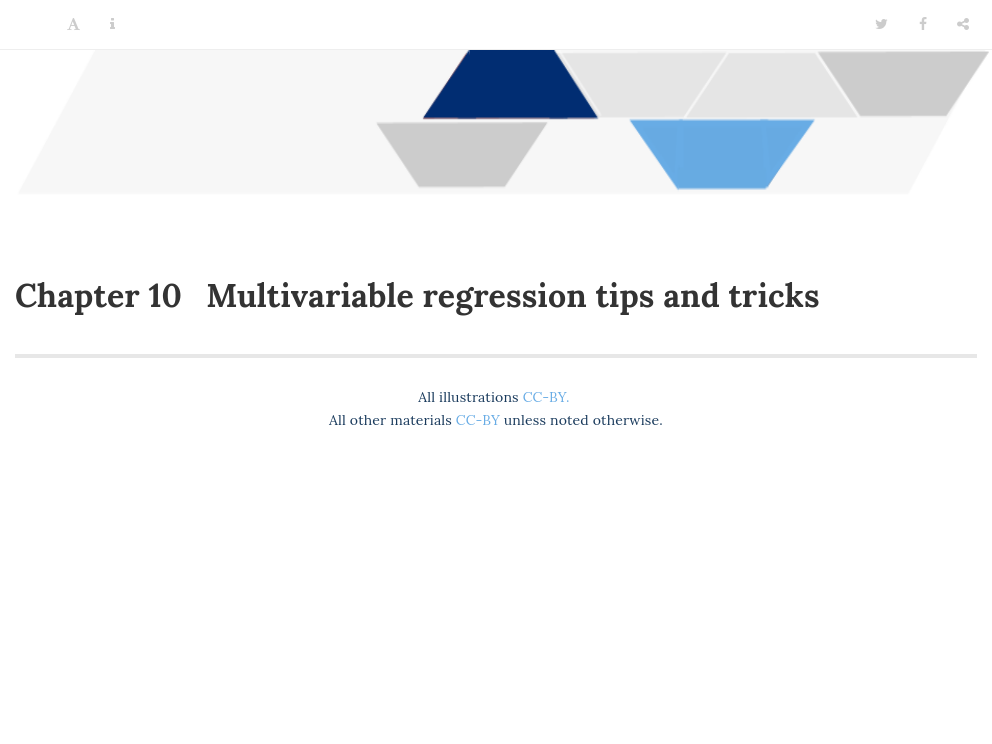 A i
Chapter 10 Multivariable regression tips and tricks
All illustrations CC-BY.
All other materials CC-BY unless noted otherwise.